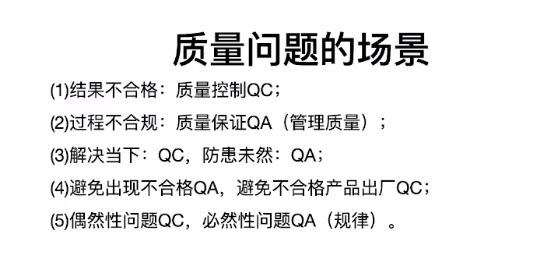 质量问题的场景
(1)结果不合格：质量控制QC；
(2)过程不合规：质量保证QA（管理质量）；
(3)解决当下：QC，防患未然：QA；
(4)避免出现不合格QA，避免不合格产品出厂QC；
(5)偶然性问题QC，必然性问题QA（规律）。